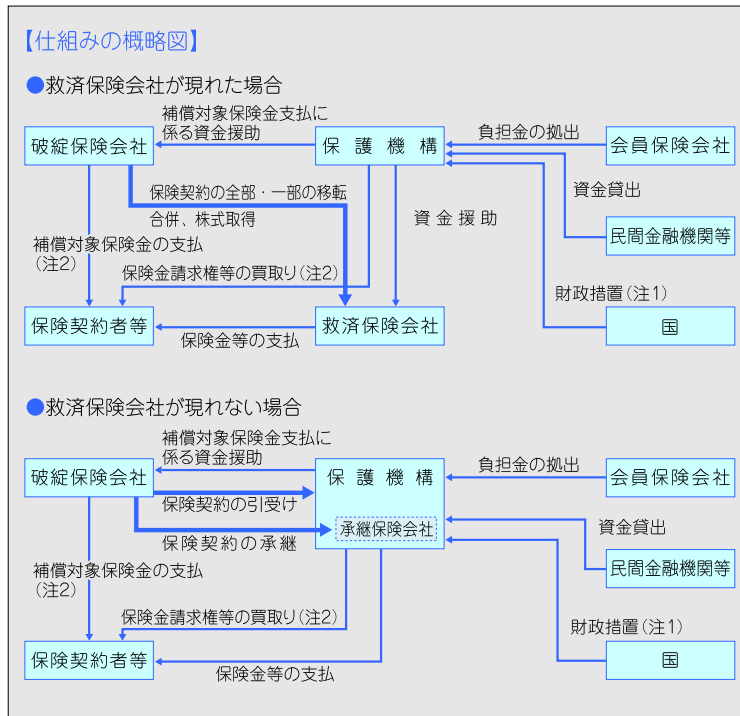 【仕組みの概略図】
●救済保険会社が現れた場合
補償対象保険金支払に
係る資金援助
負担金の拠出
破綻保険会社
保護機構
会員保険会社
資金貸出
保険契約の全部・一部の移転
合併、株式取得
資金援助
補償対象保険金の支払
(注2)
民間金融機関等
保険金請求権等の買取り(注2)
財政措置(注1)
保険契約者等
救済保険会社
国
保険金等の支払
●救済保険会社が現れない場合
補償対象保険金支払に
係る資金援助
負担金の拠出
破綻保険会社
保護機構
会員保険会社
保険契約の引受け
承継保険会社
資金貸出
保険契約の承継
補償対象保険金の支払
(注2)
民間金融機関等
保険金請求権等の買取り(注2)
財政措置(注1)
保険契約者等
国
保険金等の支払